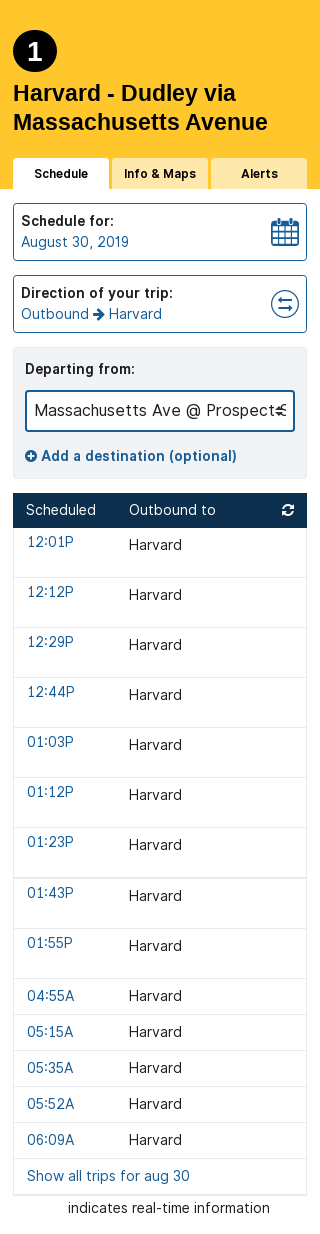 1
Harvard - Dudley via
Massachusetts Avenue
Schedule Info & Maps Alerts
Schedule for:
August 30, 2019
Direction of your trip:
Outbound Harvard
Departing from:
Massachusetts Ave @ Prospect
Add a destination (optional)
Scheduled Outbound to
12:01P Harvard
12:12P Harvard
12:29P Harvard
12:44P Harvard
01:03P Harvard
01:12P Harvard
01:23P Harvard
01:43P Harvard
01:55P Harvard
04:55A Harvard
05:15A Harvard
05:35A Harvard
05:52A Harvard
06:09A Harvard
Show all trips for aug 30
indicates real-time information